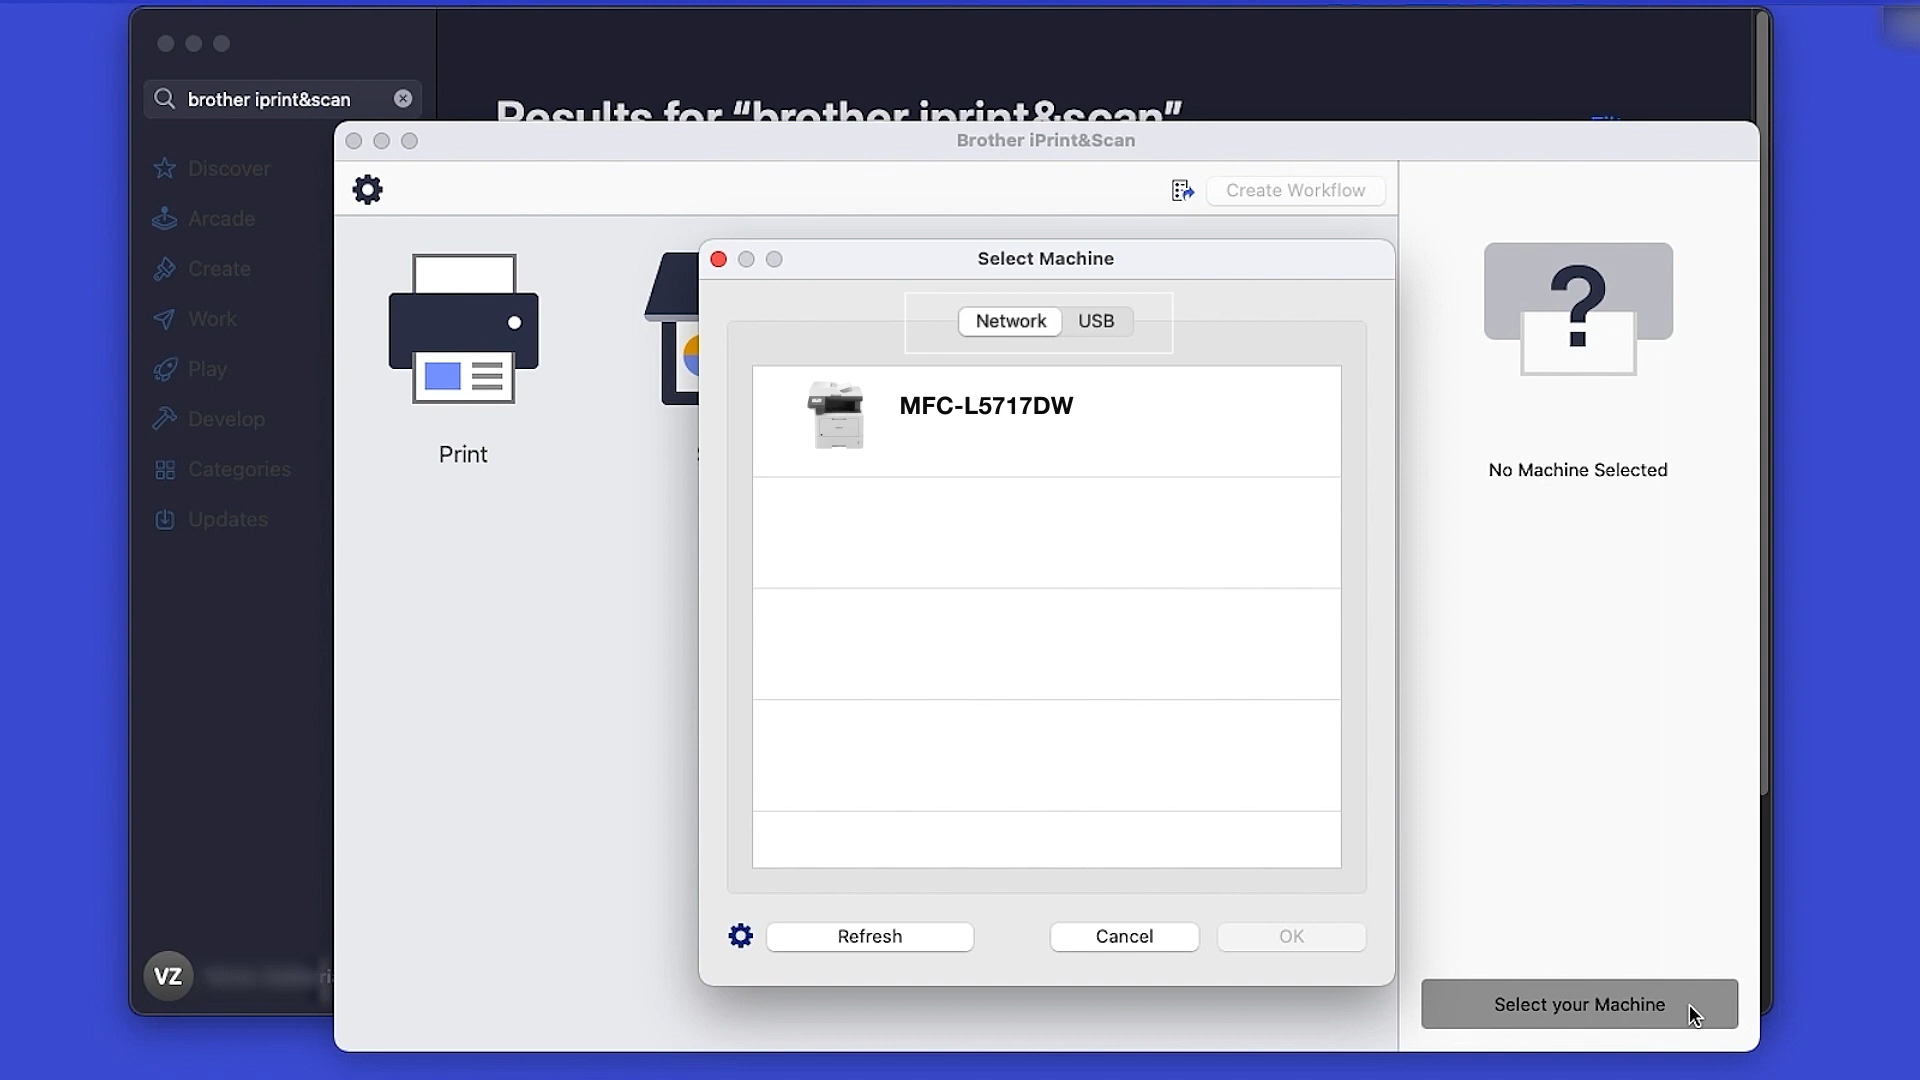 brother iprint&scan
Results for “brother iprint&scan”
Brother iPrint&Scan
Discover
Arcade
Create
Work
Play
Develop
Categories
Updates
VZ
Create Workflow
Print
Select Machine
Network USB
MFC-L5717DW
Refresh Cancel OK
?
No Machine Selected
Select your Machine